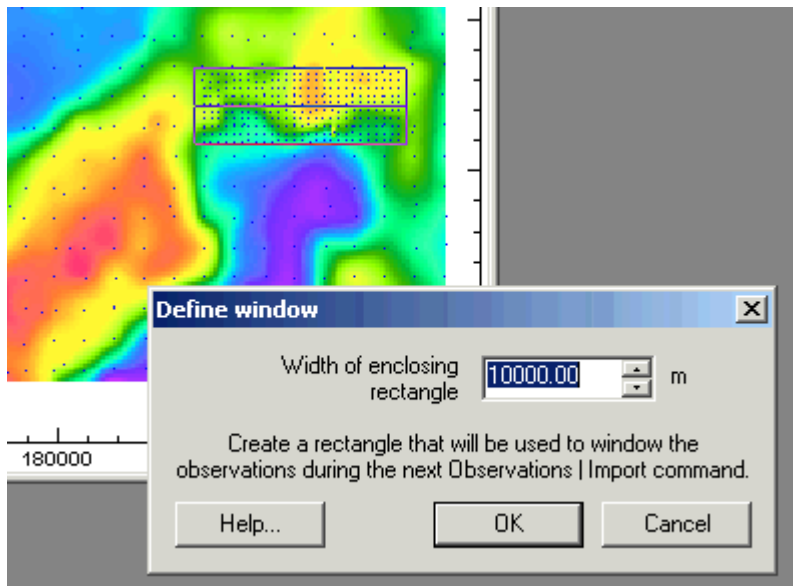 180000
Define window
Width of enclosing
rectangle
10000.00 m
Create a rectangle that will be used to window the
observations during the next Observations | Import command.
Help... OK Cancel